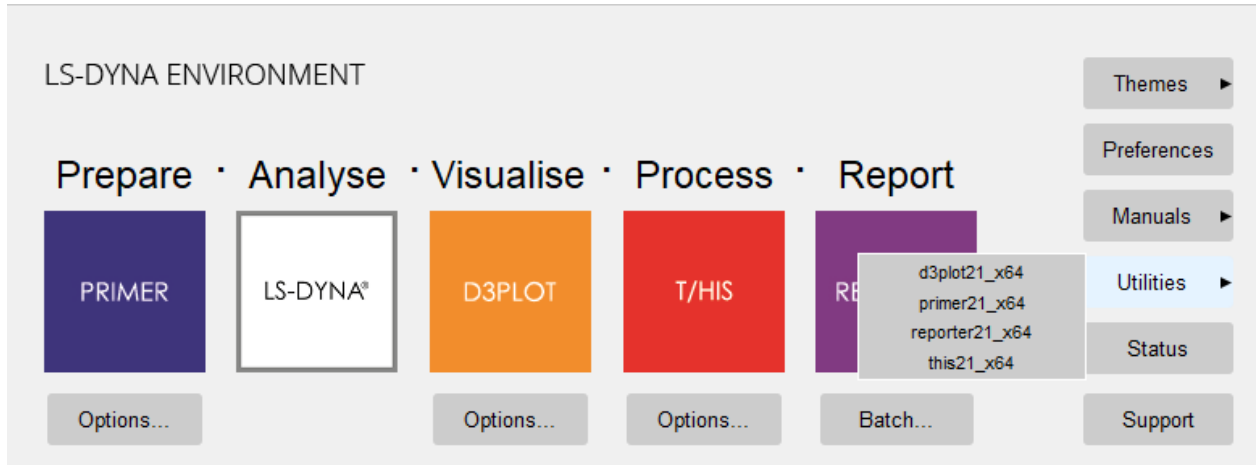 LS-DYNA ENVIRONMENT
Themes
Preferences
Prepare · Analyse · Visualise · Process · Report
Manuals
PRIMER
LS-DYNA®
D3PLOT
T/HIS
RE
d3plot21_x64
primer21_x64
reporter21_x64
this21_x64
Utilities
Status
Options...
Options...
Options...
Batch...
Support